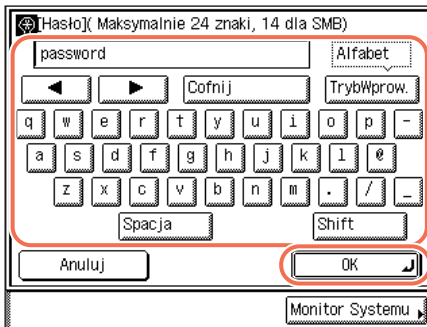 [Hasło]( Maksymalnie 24 znaki, 14 dla SMB)
password
Alfabet
◀ ▶ Cofnij TrybWprow.
q w e r t y u i o p -
a s d f g h j k l @
z x c v b n m . / _
Spacja Shift
Anuluj OK
Monitor Systemu